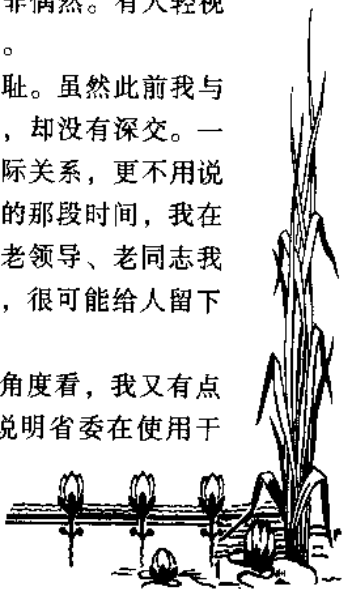 非偶然。有人轻视
。
耻。虽然此前我与
，却没有深交。一
际关系，更不用说
的那段时间，我在
老领导、老同志我
，很可能给人留下
角度看，我又有点
说明省委在使用干